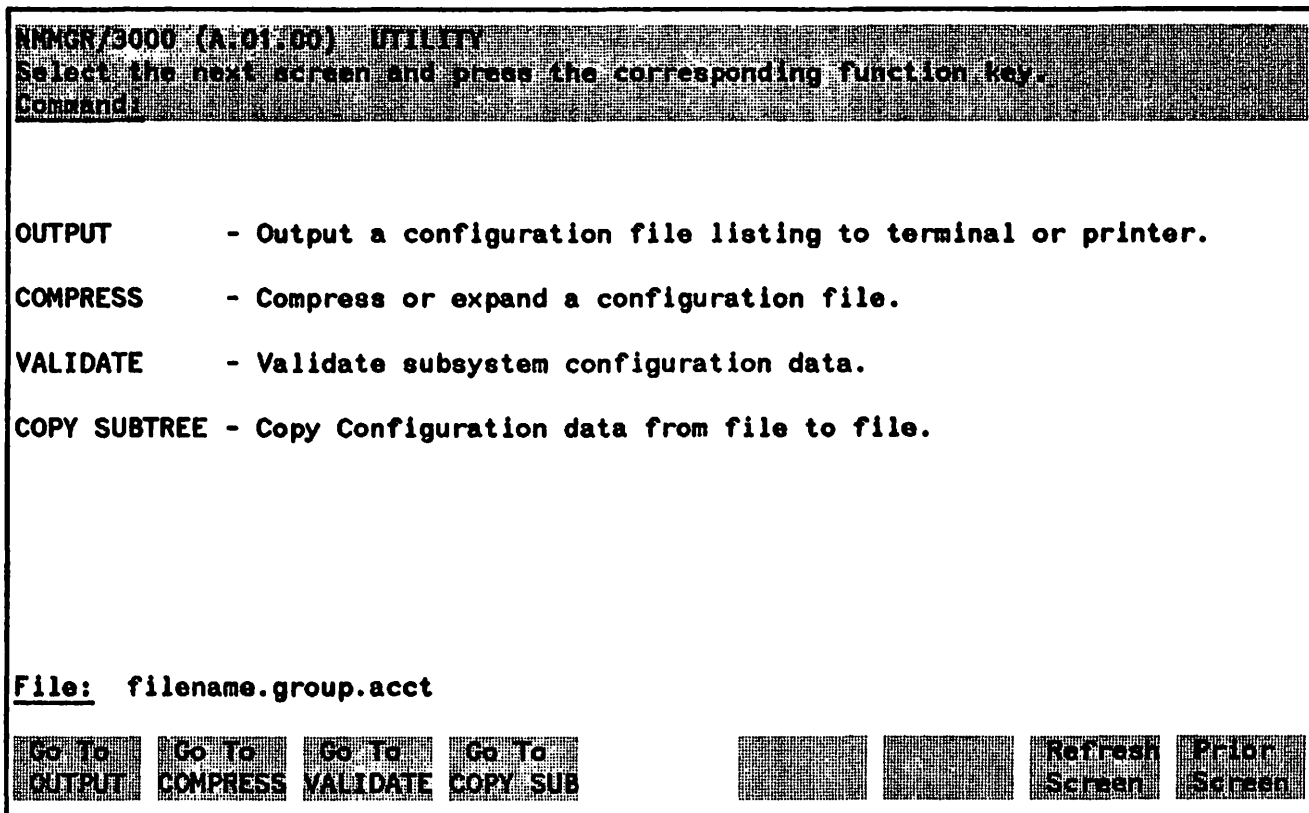 NMMGR/3000 (A.01.00) UTILITY
Select the next screen and press the corresponding function key.
Command:
OUTPUT - Output a configuration file listing to terminal or printer.
COMPRESS - Compress or expand a configuration file.
VALIDATE - Validate subsystem configuration data.
COPY SUBTREE - Copy Configuration data from file to file.
File: filename.group.acct
Go To Go To Go To Go To Refresh Prior
OUTPUT COMPRESS VALIDATE COPY SUB Screen Screen